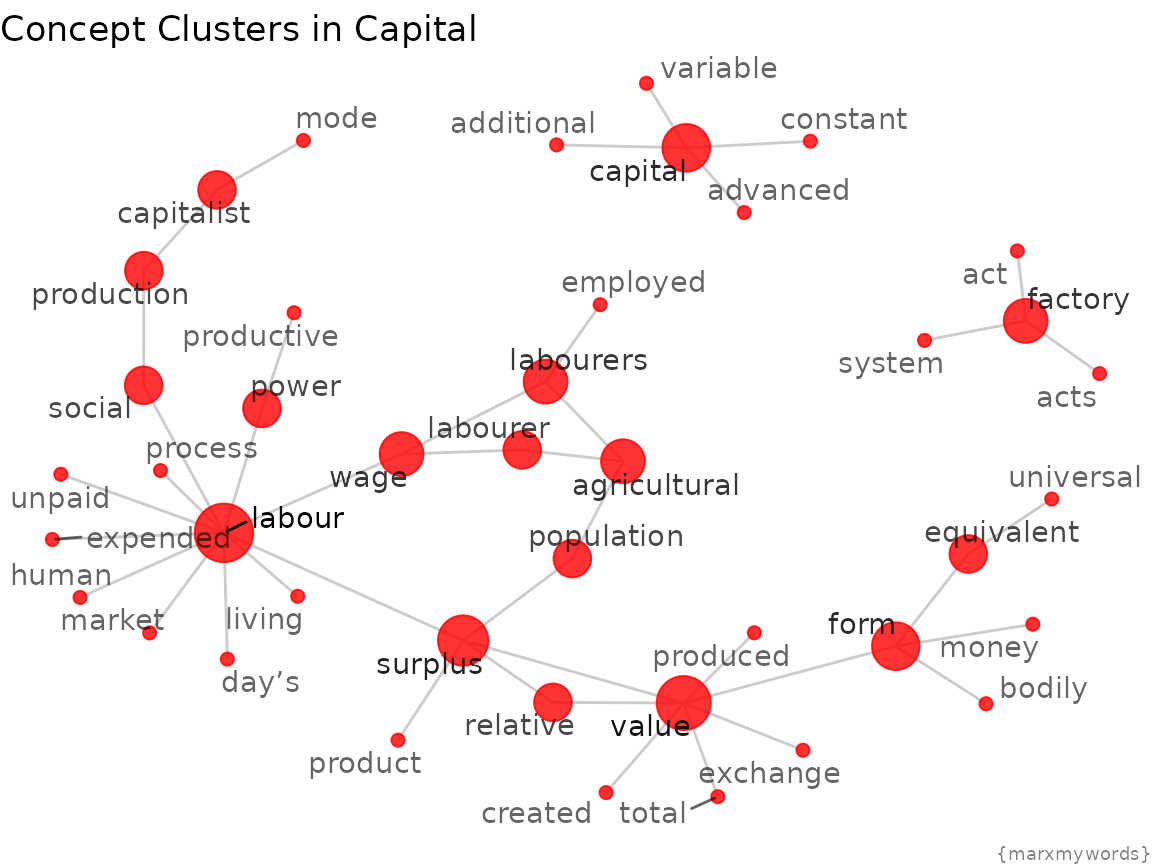 Concept Clusters in Capital
variable
mode
additional
constant
capital
advanced
capitalist
act
employed
production
factory
productive
labourers
system
power
acts
social
labourer
process
wage
universal
agricultural
unpaid
labour
equivalent
expended
population
human
market
living
form
money
surplus
produced
day’s
bodily
relative
value
product
exchange
created
total
{marxmywords}